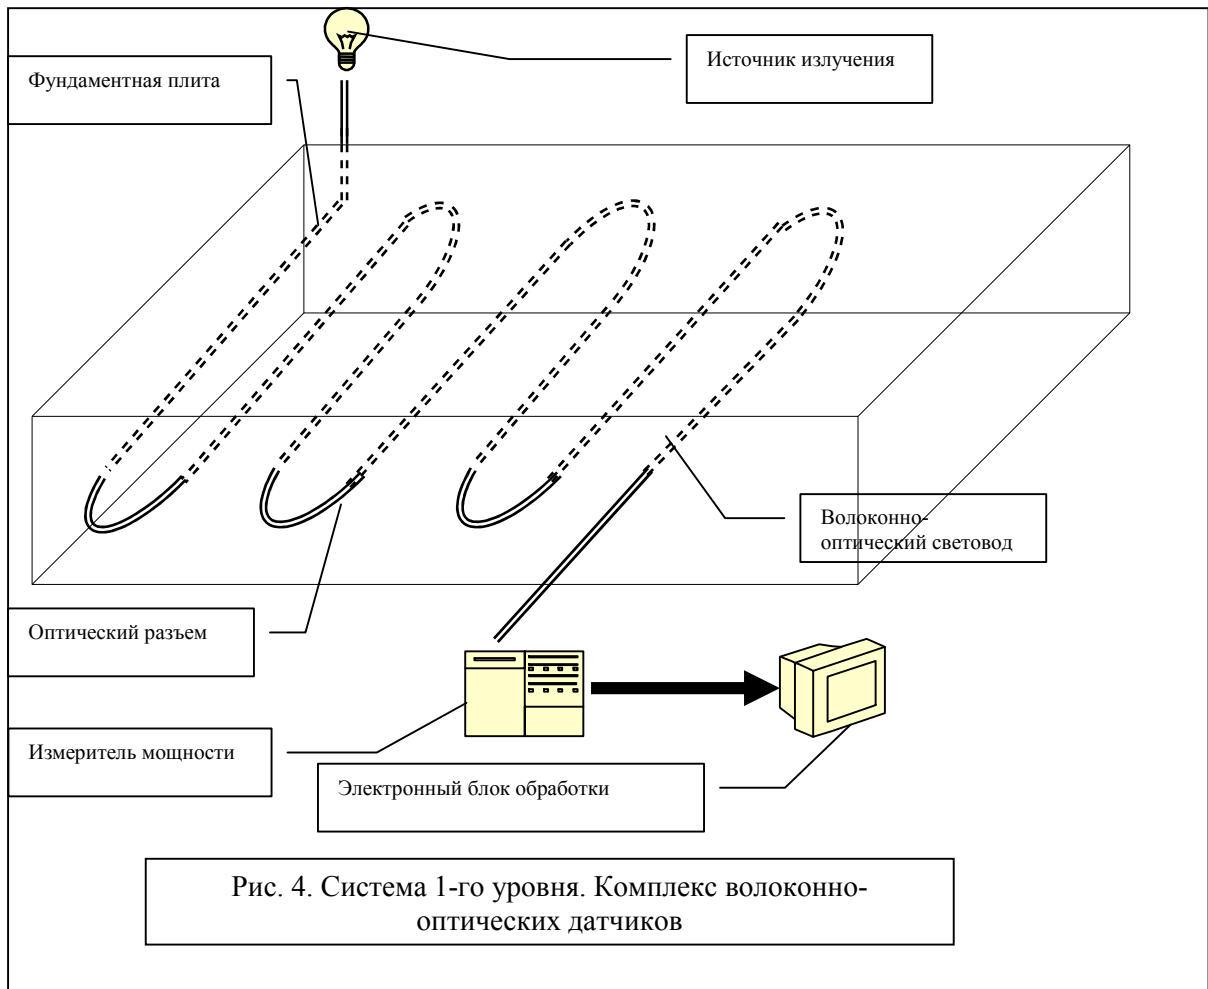 Источник излучения
Фундаментная плита
Волоконно-
оптический световод
Оптический разъем
Измеритель мощности
Электронный блок обработки
Рис. 4. Система 1-го уровня. Комплекс волоконно-
оптических датчиков